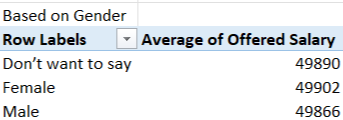 Based on Gender
Row Labels Average of Offered Salary
Don’t want to say 49890
Female 49902
Male 49866